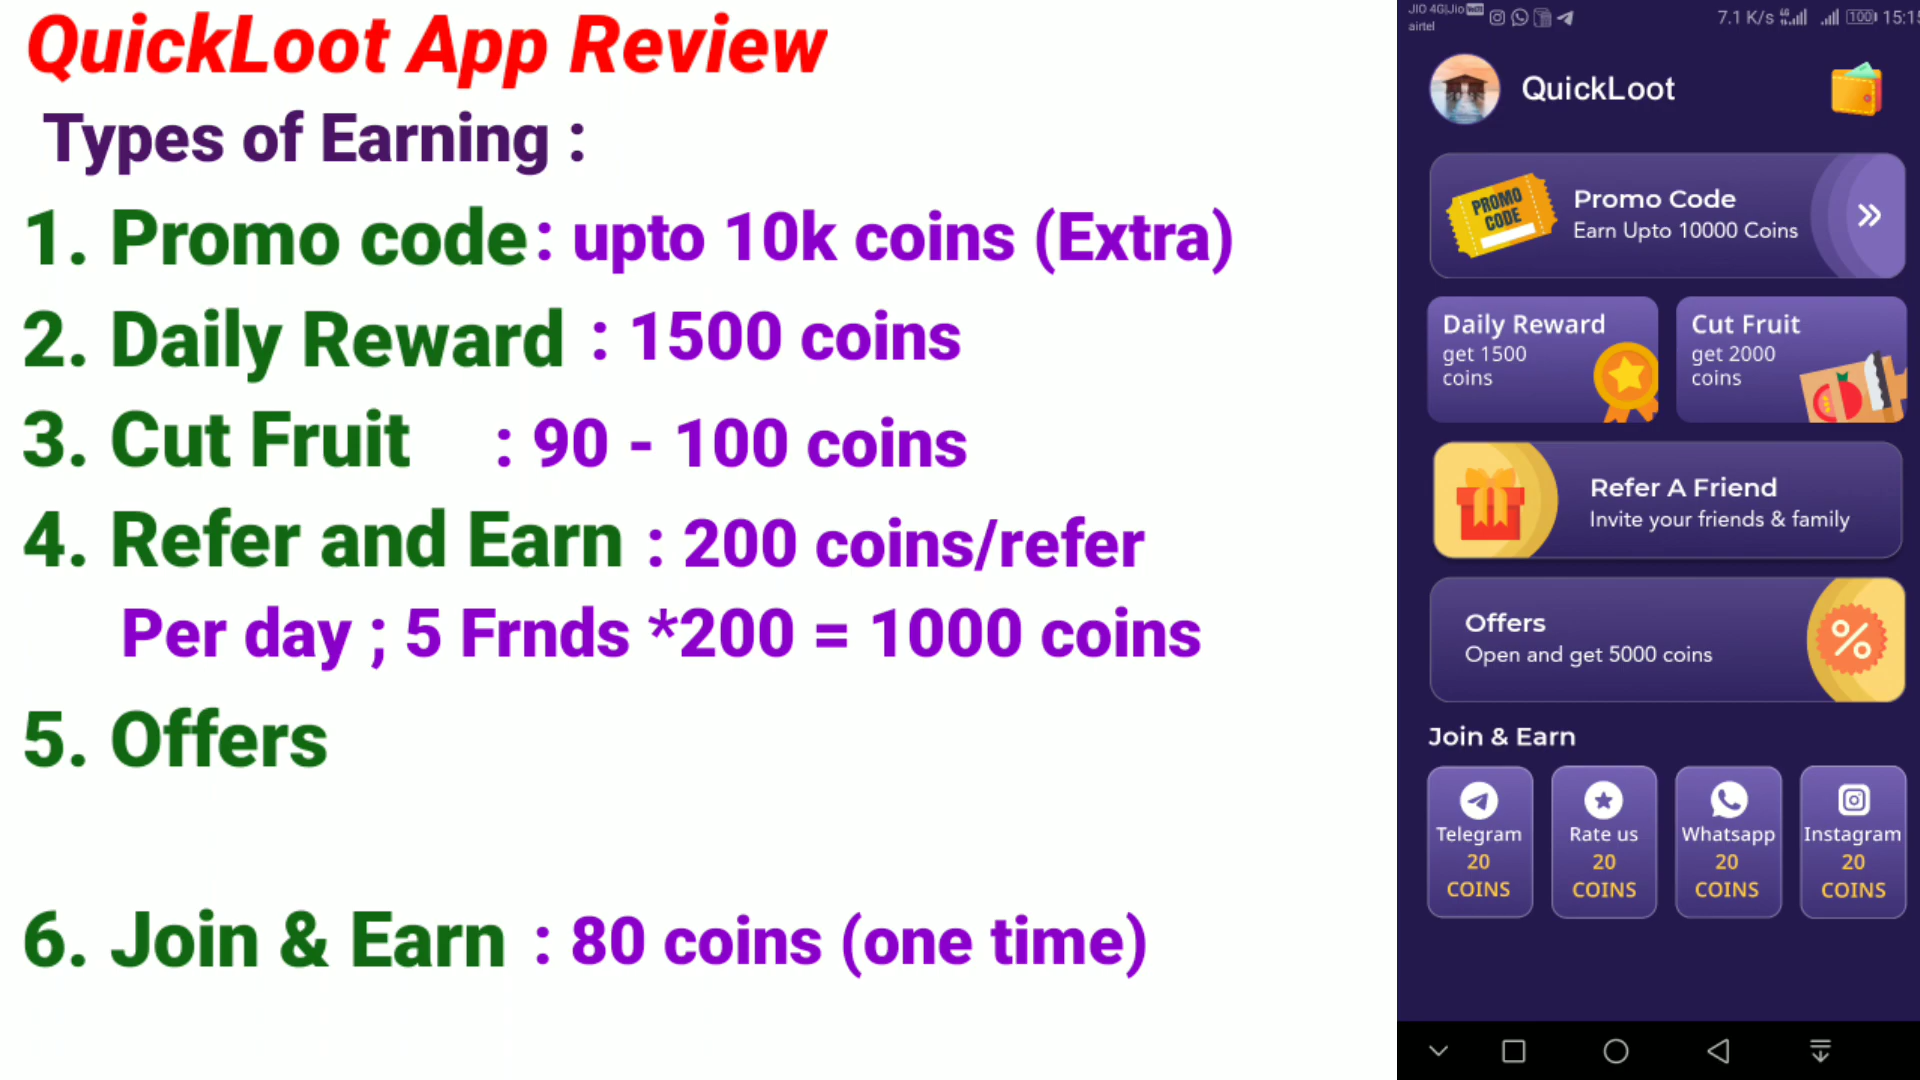 QuickLoot App Review
Types of Earning :
1. Promo code : upto 10k coins (Extra)
2. Daily Reward : 1500 coins
3. Cut Fruit : 90 - 100 coins
4. Refer and Earn : 200 coins/refer
Per day ; 5 Frnds *200 = 1000 coins
5. Offers
6. Join & Earn : 80 coins (one time)
JIO 4G|Jio
airtel
7.1 K/s
100
15:15
QuickLoot
PROMO
CODE
Promo Code
Earn Upto 10000 Coins
Daily Reward
get 1500
coins
Cut Fruit
get 2000
coins
Refer A Friend
Invite your friends & family
Offers
Open and get 5000 coins
%
Join & Earn
Telegram
20
COINS
Rate us
20
COINS
Whatsapp
20
COINS
Instagram
20
COINS